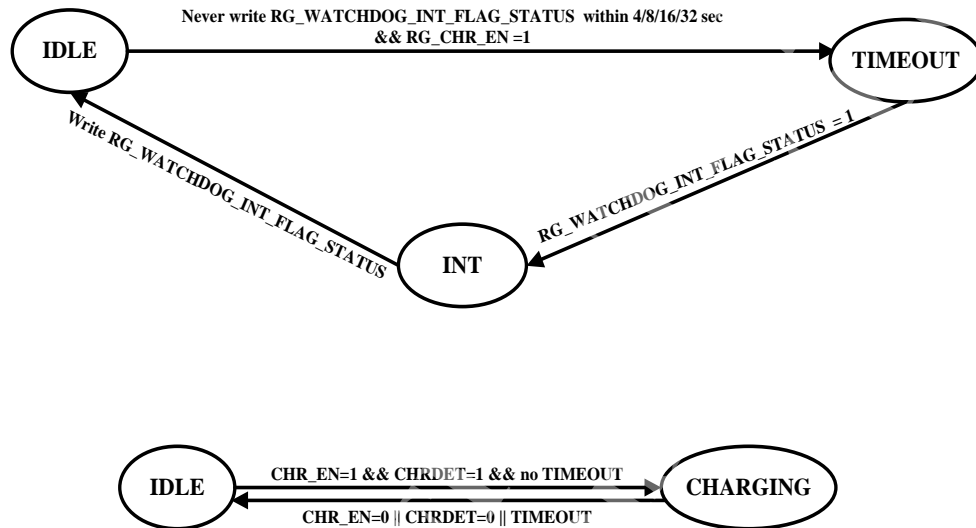 Never write RG_WATCHDOG_INT_FLAG_STATUS within 4/8/16/32 sec
&& RG_CHR_EN =1
IDLE
TIMEOUT
Write RG_WATCHDOG_INT_FLAG_STATUS
RG_WATCHDOG_INT_FLAG_STATUS = 1
INT
CHR_EN=1 && CHRDET=1 && no TIMEOUT
IDLE
CHARGING
CHR_EN=0 || CHRDET=0 || TIMEOUT